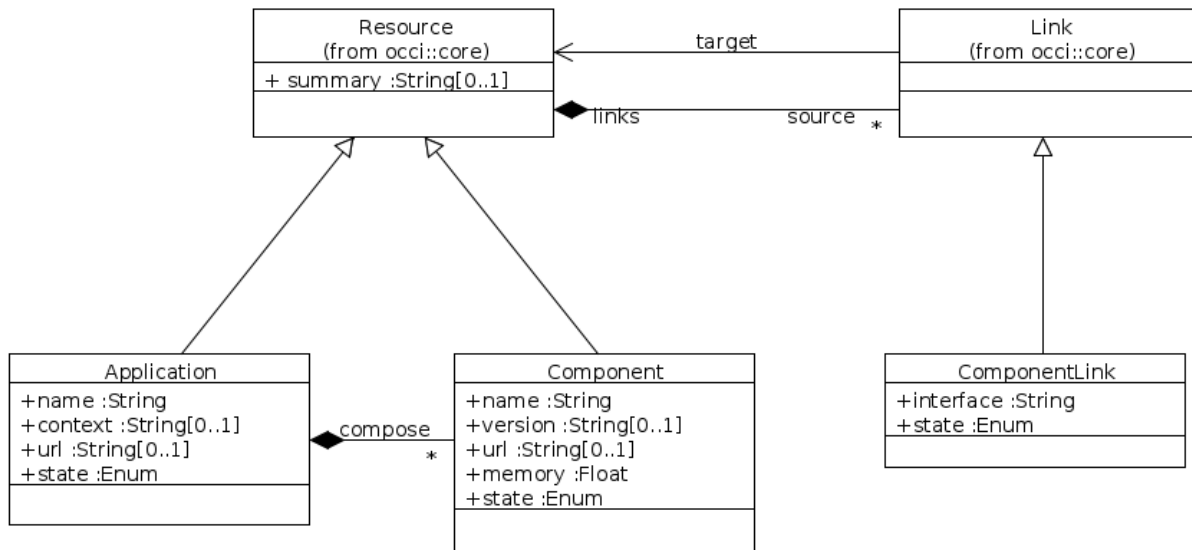 Resource
(from occi::core)
+ summary :String[0..1]
target
links
source
*
Link
(from occi::core)
Application
+name :String
+context :String[0..1]
+url :String[0..1]
+state :Enum
compose
*
Component
+name :String
+version :String[0..1]
+url :String[0..1]
+memory :Float
+state :Enum
ComponentLink
+interface :String
+state :Enum